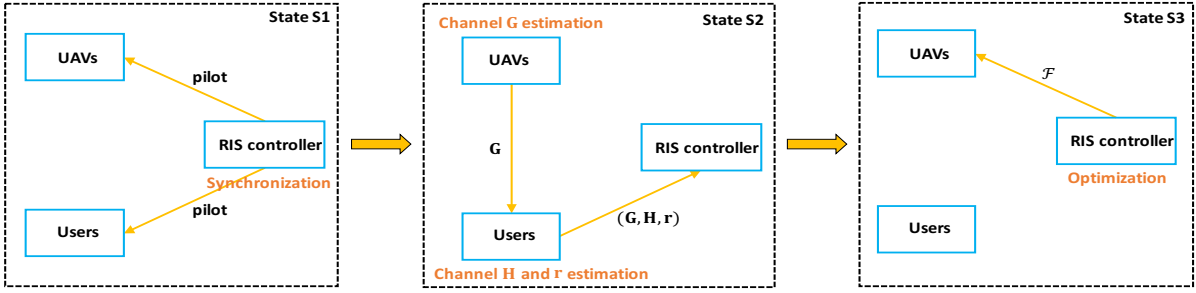 State S1
UAVs
pilot
RIS controller
Synchronization
pilot
Users
State S2
Channel G estimation
UAVs
G
RIS controller
Users
(G, H, r)
Channel H and r estimation
State S3
UAVs
ℱ
RIS controller
Optimization
Users